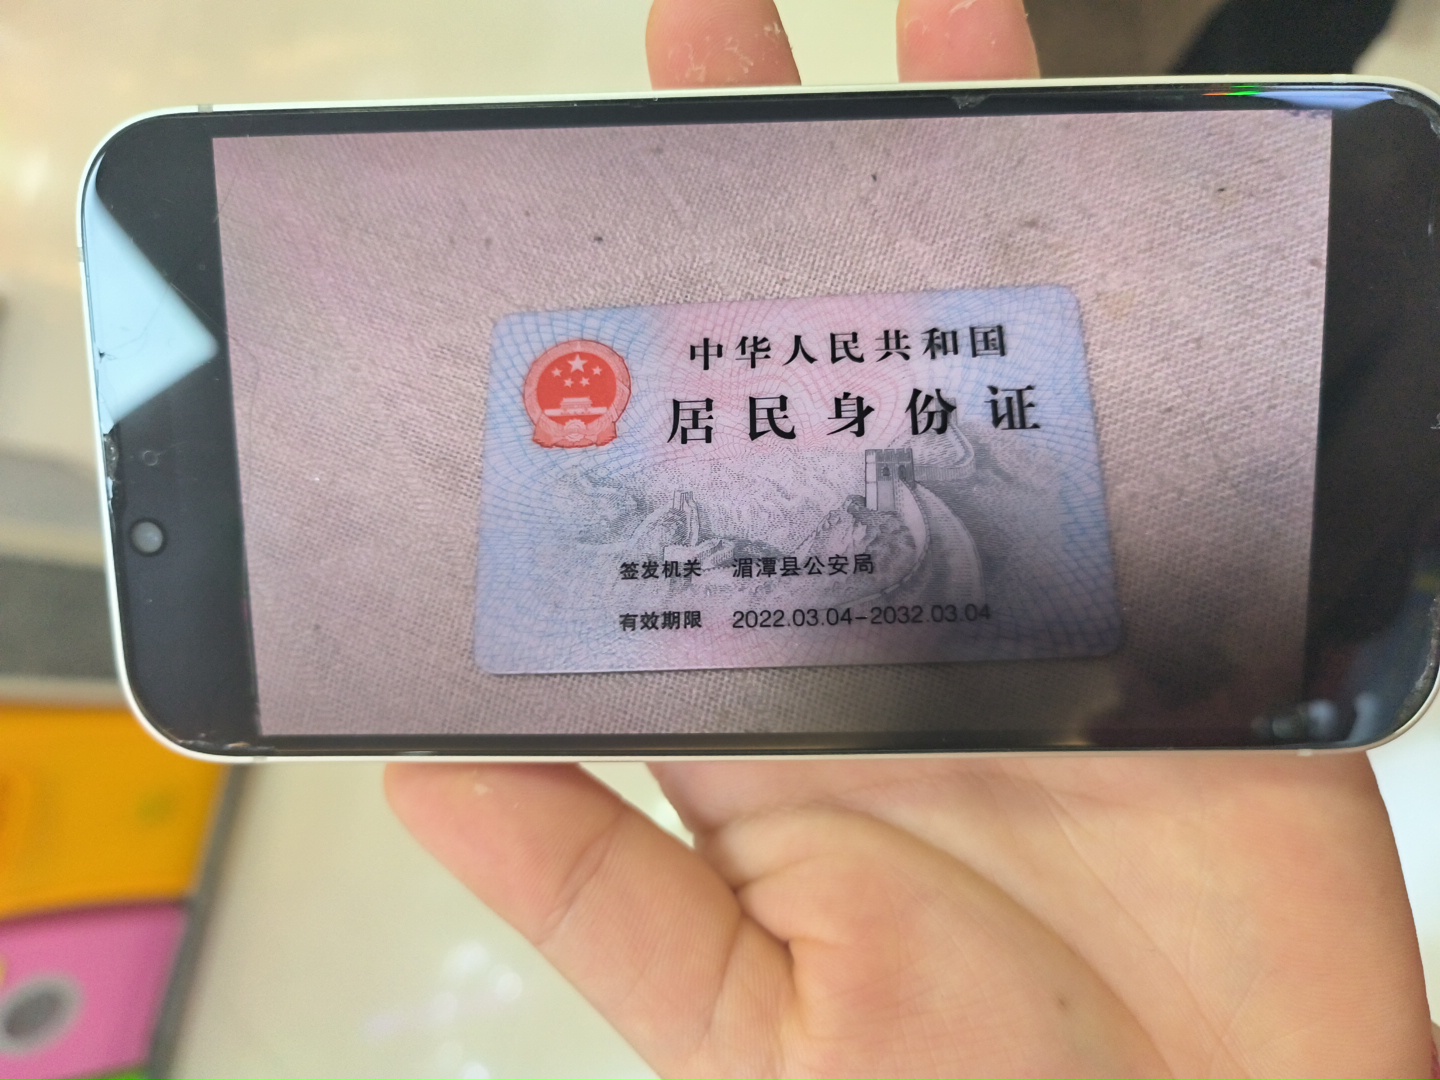 中华人民共和国
居民身份证
签发机关 湄潭县公安局
有效期限 2022.03.04-2032.03.04